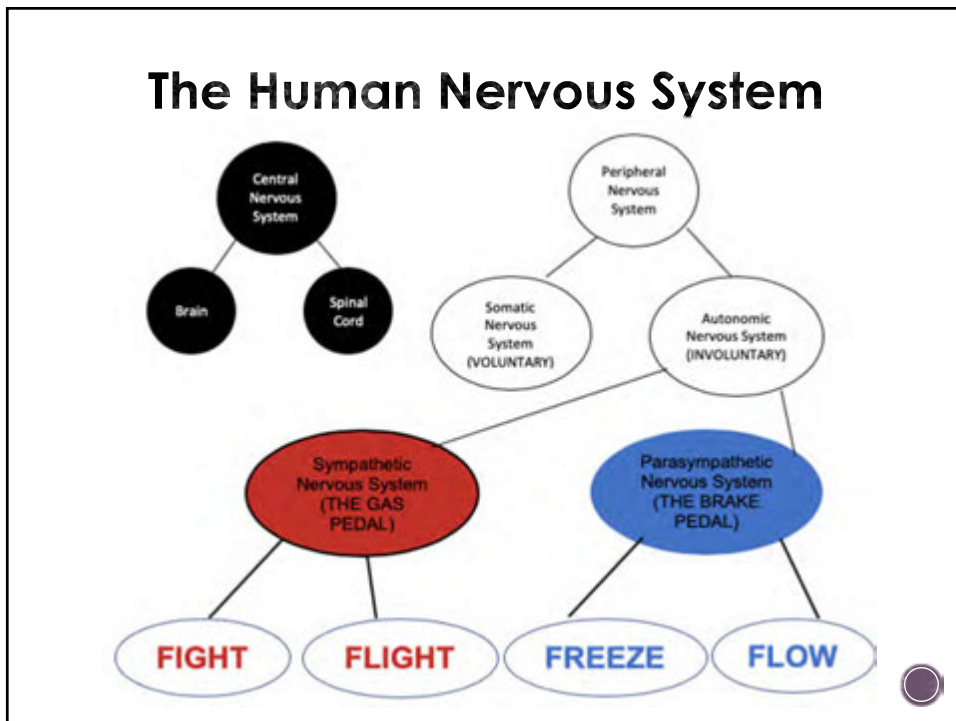 The Human Nervous System
Central
Nervous
System
Peripheral
Nervous
System
Brain
Spinal
Cord
Somatic
Nervous
System
(VOLUNTARY)
Autonomic
Nervous System
(INVOLUNTARY)
Sympathetic
Nervous System
(THE GAS
PEDAL)
Parasympathetic
Nervous System
(THE BRAKE
PEDAL)
FIGHT
FLIGHT
FREEZE
FLOW